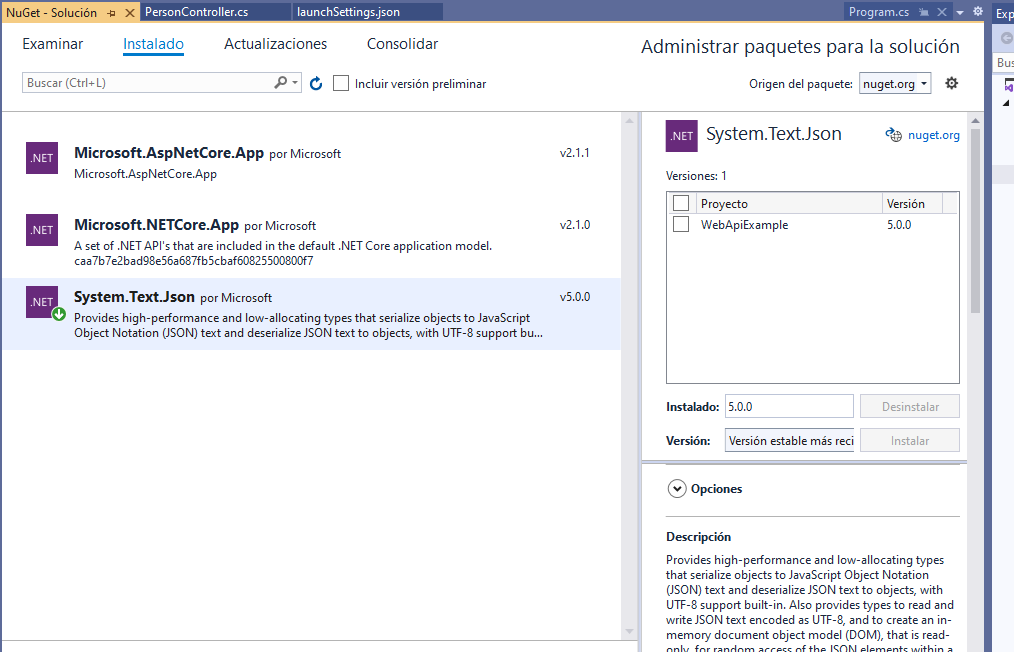 NuGet - Solución
PersonController.cs
launchSettings.json
Program.cs
Exp
Examinar
Instalado
Actualizaciones
Consolidar
Administrar paquetes para la solución
Buscar (Ctrl+L)
Incluir versión preliminar
Origen del paquete: nuget.org
Bus
.NET
Microsoft.AspNetCore.App por Microsoft
v2.1.1
Microsoft.AspNetCore.App
.NET
Microsoft.NETCore.App por Microsoft
v2.1.0
A set of .NET API's that are included in the default .NET Core application model.
caa7b7e2bad98e56a687fb5cbaf60825500800f7
.NET
System.Text.Json por Microsoft
v5.0.0
Provides high-performance and low-allocating types that serialize objects to JavaScript
Object Notation (JSON) text and deserialize JSON text to objects, with UTF-8 support bu...
.NET
System.Text.Json
nuget.org
Versiones: 1
Proyecto Versión
WebApiExample 5.0.0
Instalado: 5.0.0 Desinstalar
Versión: Versión estable más reci Instalar
Opciones
Descripción
Provides high-performance and low-allocating types
that serialize objects to JavaScript Object Notation
(JSON) text and deserialize JSON text to objects, with
UTF-8 support built-in. Also provides types to read and
write JSON text encoded as UTF-8, and to create an in-
memory document object model (DOM), that is read-
only, for random access of the JSON elements within a